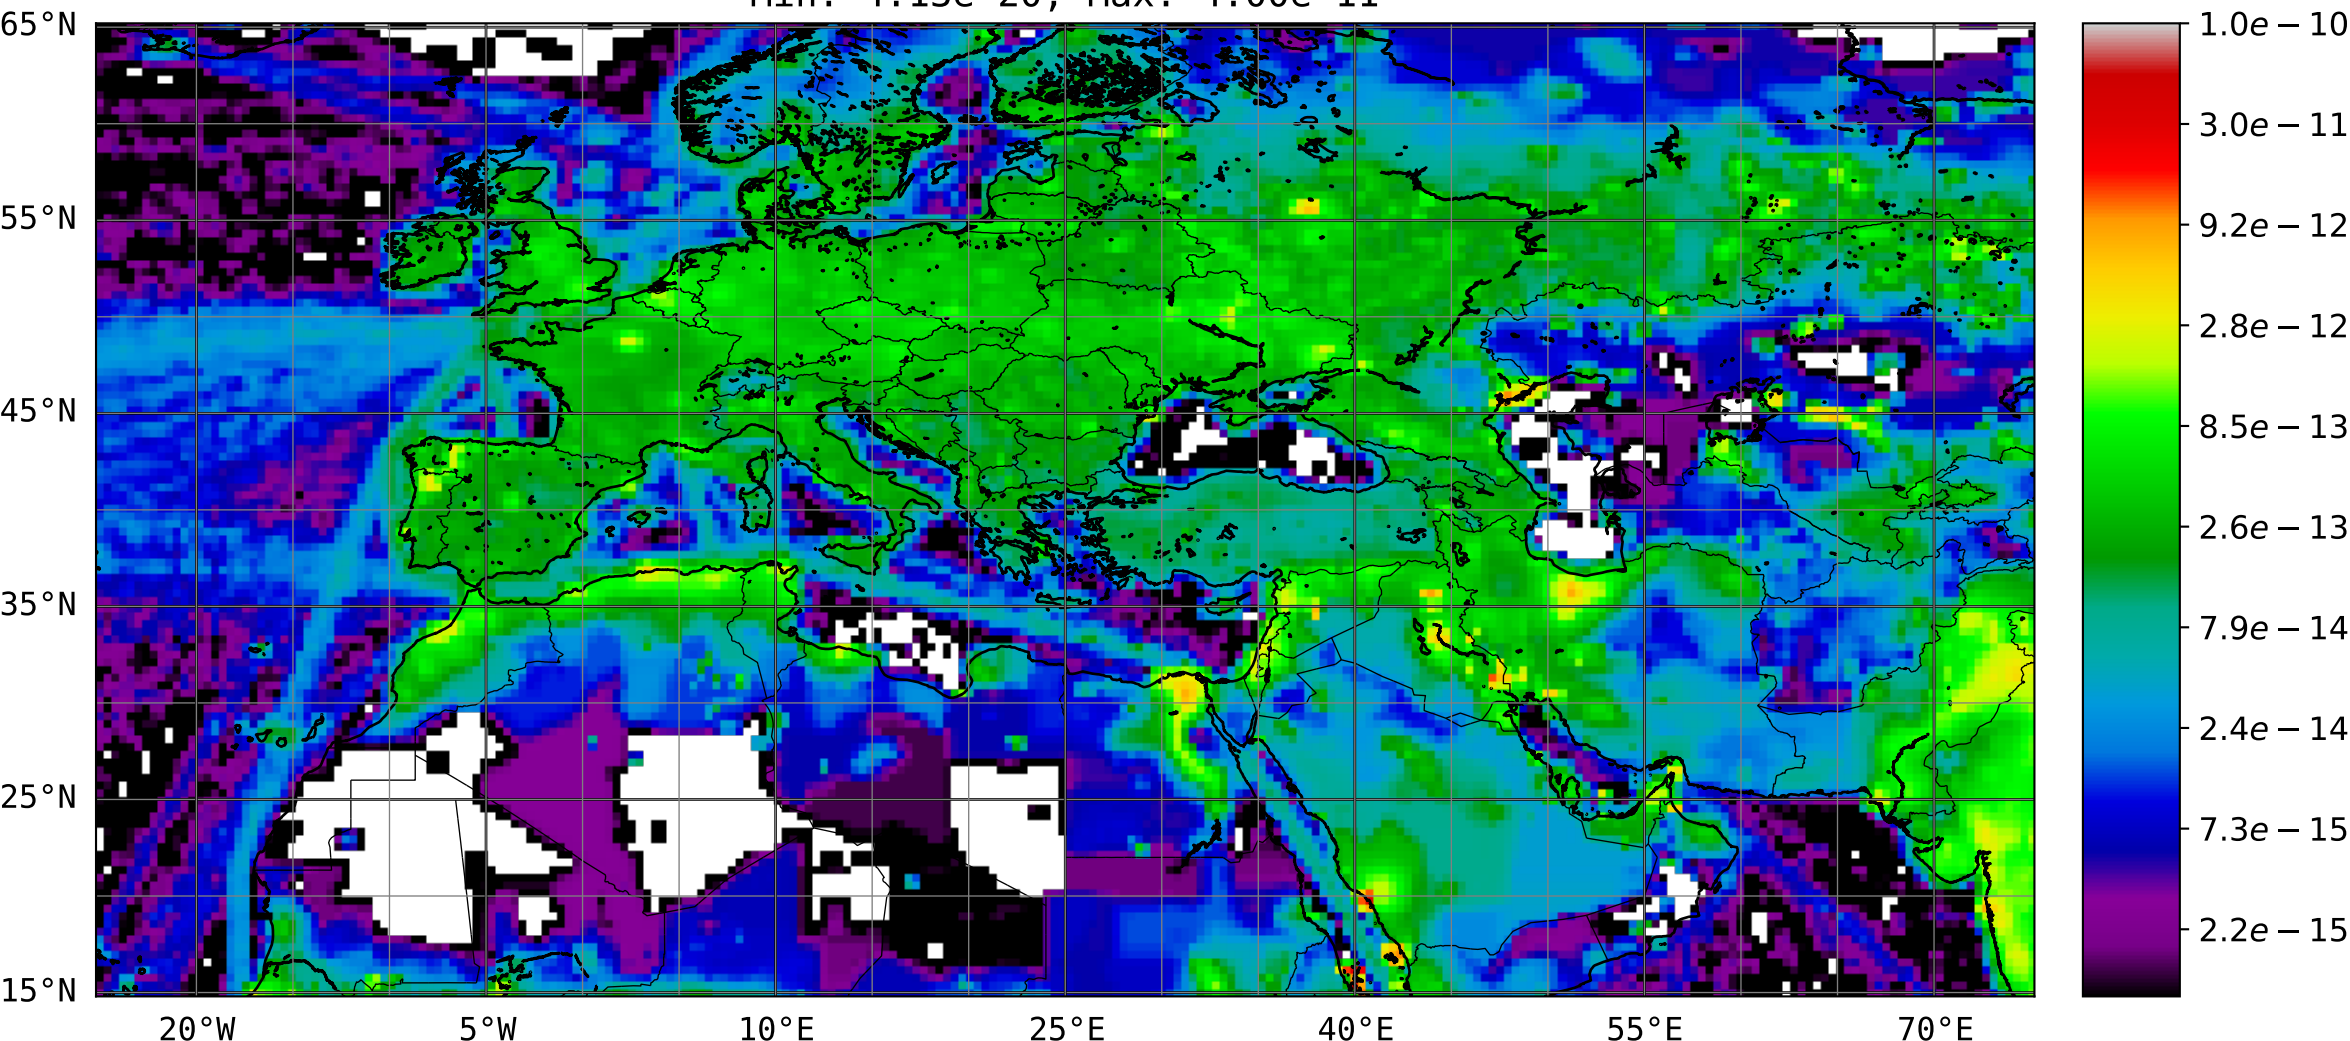 65°N
55°N
45°N
35°N
25°N
15°N
20°W 5°W 10°E 25°E 40°E 55°E 70°E
1.0e − 10
3.0e − 11
9.2e − 12
2.8e − 12
8.5e − 13
2.6e − 13
7.9e − 14
2.4e − 14
7.3e − 15
2.2e − 15